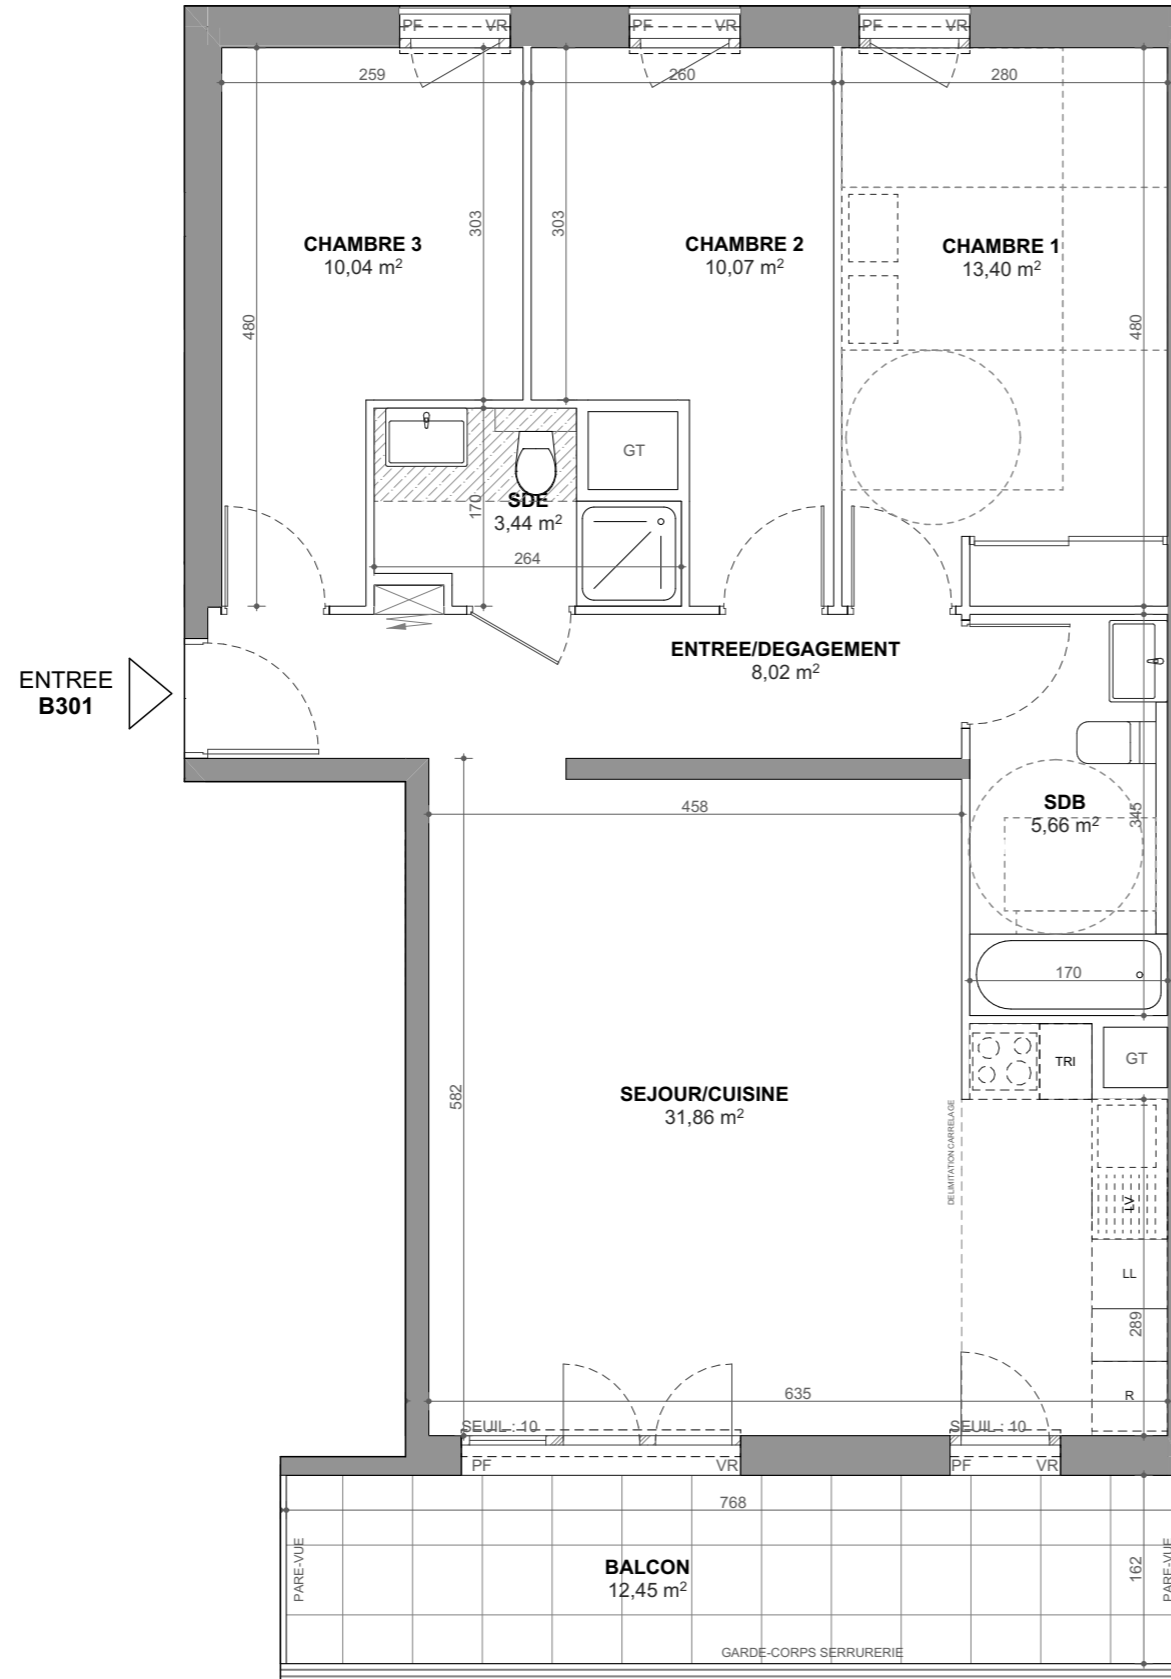 PF VR
PF VR
PF VR
259
260
280
303
303
480
480
CHAMBRE 3
10,04 m²
CHAMBRE 2
10,07 m²
CHAMBRE 1
13,40 m²
GT
170
SDE
3,44 m²
264
ENTREE
B301
ENTREE/DEGAGEMENT
8,02 m²
458
SDB
5,66 m²
345
170
TRI
GT
582
SEJOUR/CUISINE
31,86 m²
DELIMITATION CARRELAGE
LV
LL
289
R
635
SEUIL : 10
SEUIL : 10
PF VR
PF VR
768
PARE-VUE
BALCON
12,45 m²
162
PARE-VUE
GARDE-CORPS SERRURERIE